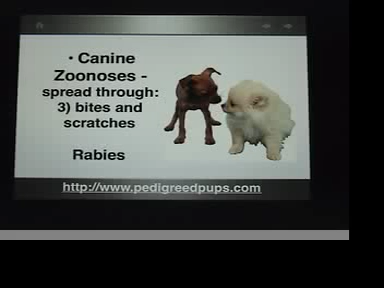 • Canine
Zoonoses -
spread through:
3) bites and
scratches
Rabies
http://www.pedigreedpups.com